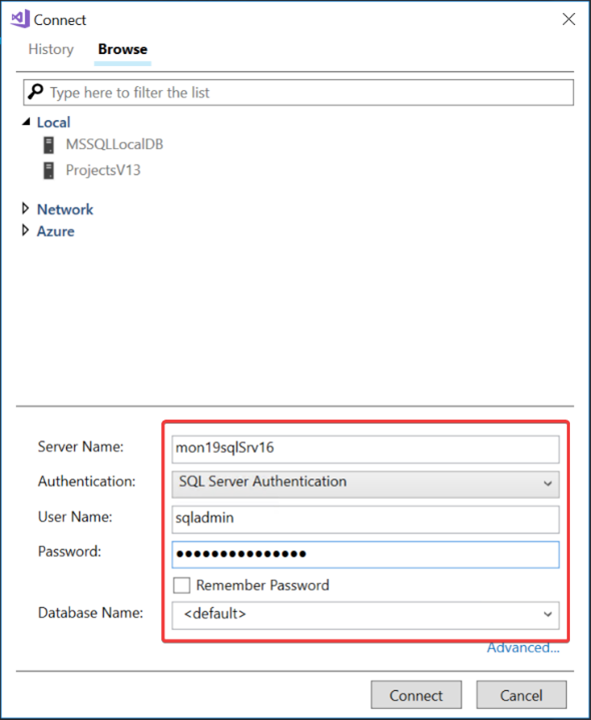 Connect
History Browse
Type here to filter the list
Local
MSSQLLocalDB
ProjectsV13
Network
Azure
Server Name: mon19sqlSrv16
Authentication: SQL Server Authentication
User Name: sqladmin
Password: ●●●●●●●●●●●●●●●
Remember Password
Database Name: <default>
Advanced...
Connect Cancel